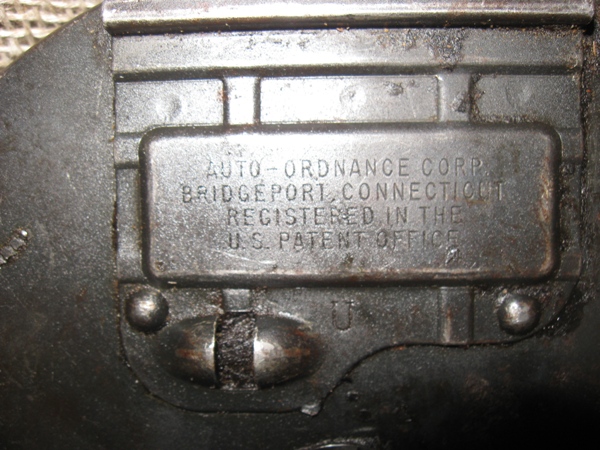 AUTO-ORDNANCE CORP.
BRIDGEPORT, CONNECTICUT
REGISTERED IN THE
U.S. PATENT OFFICE
U